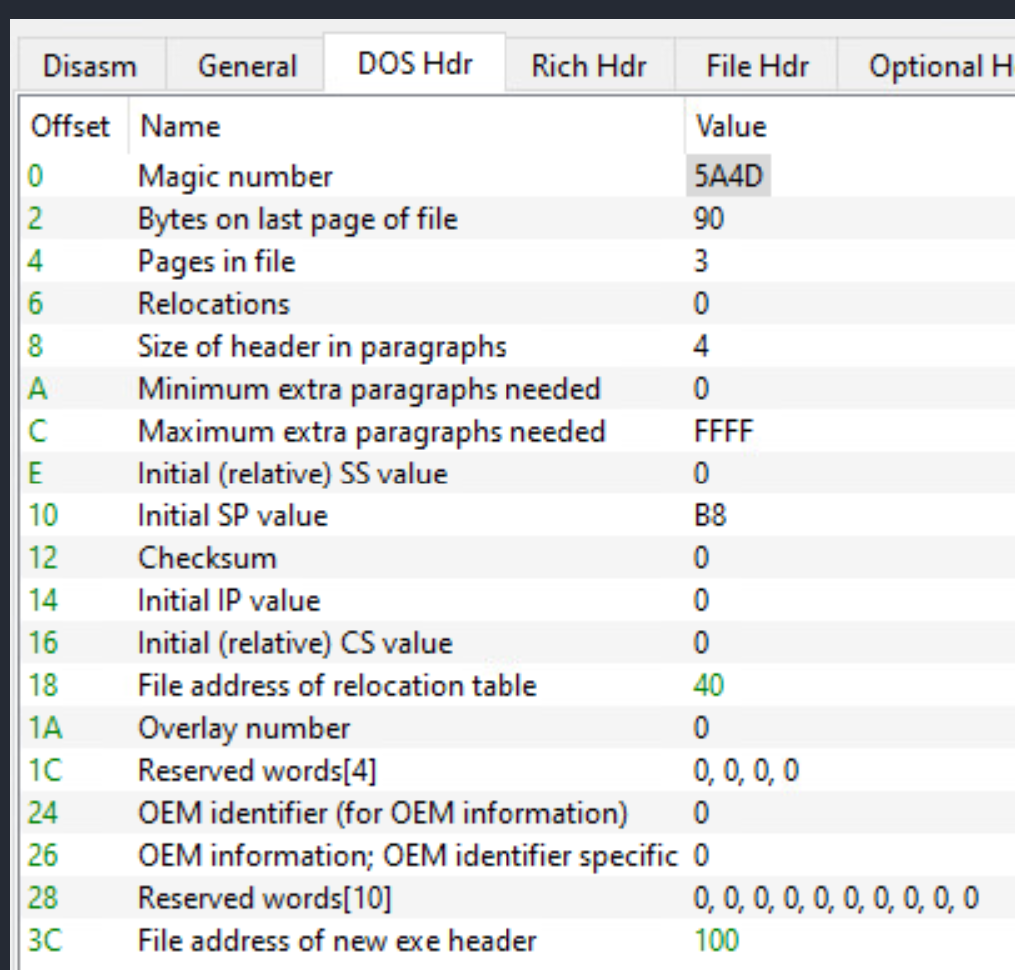 Disasm General DOS Hdr Rich Hdr File Hdr Optional H
Offset Name Value
0 Magic number 5A4D
2 Bytes on last page of file 90
4 Pages in file 3
6 Relocations 0
8 Size of header in paragraphs 4
A Minimum extra paragraphs needed 0
C Maximum extra paragraphs needed FFFF
E Initial (relative) SS value 0
10 Initial SP value B8
12 Checksum 0
14 Initial IP value 0
16 Initial (relative) CS value 0
18 File address of relocation table 40
1A Overlay number 0
1C Reserved words[4] 0, 0, 0, 0
24 OEM identifier (for OEM information) 0
26 OEM information; OEM identifier specific 0
28 Reserved words[10] 0, 0, 0, 0, 0, 0, 0, 0, 0, 0
3C File address of new exe header 100